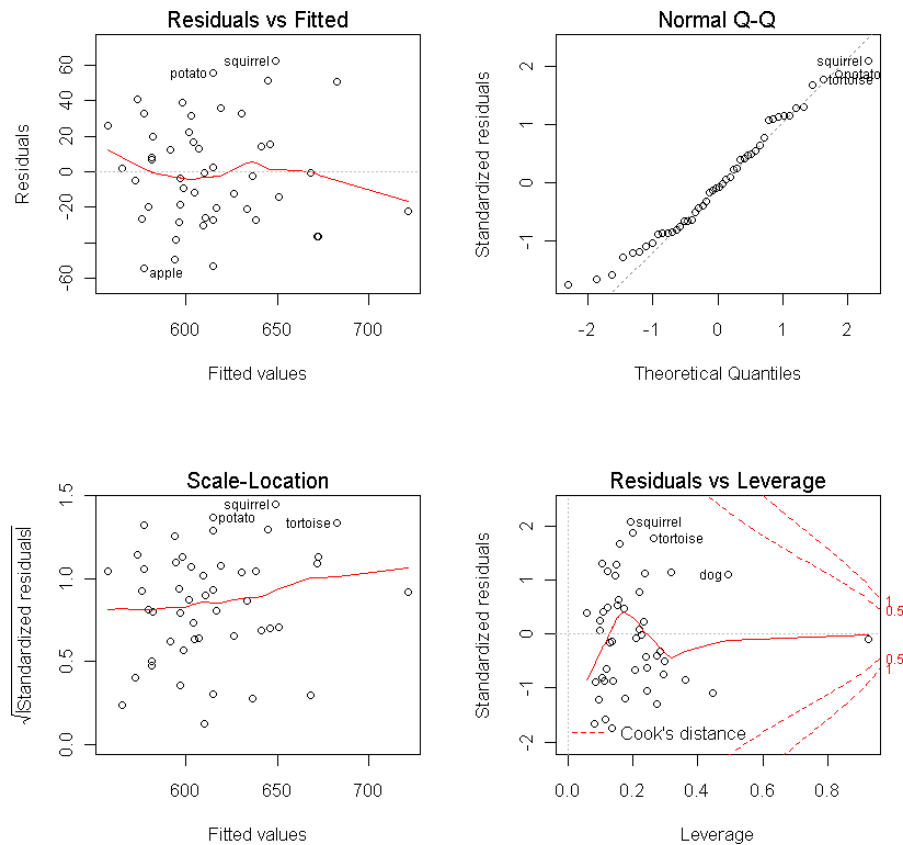 Residuals vs Fitted
Residuals
60
20
0
-20
-60
600
650
700
Fitted values
squirrel
potato
apple
Normal Q-Q
Standardized residuals
2
1
0
-1
-2
-1
0
1
2
Theoretical Quantiles
squirrel
potato
tortoise
Scale-Location
√|Standardized residuals|
1.5
1.0
0.5
0.0
600
650
700
Fitted values
squirrel
potato
tortoise
Residuals vs Leverage
Standardized residuals
2
1
0
-1
-2
0.0
0.2
0.4
0.6
0.8
Leverage
squirrel
tortoise
dog
Cook's distance
1
0.5
0.5
1